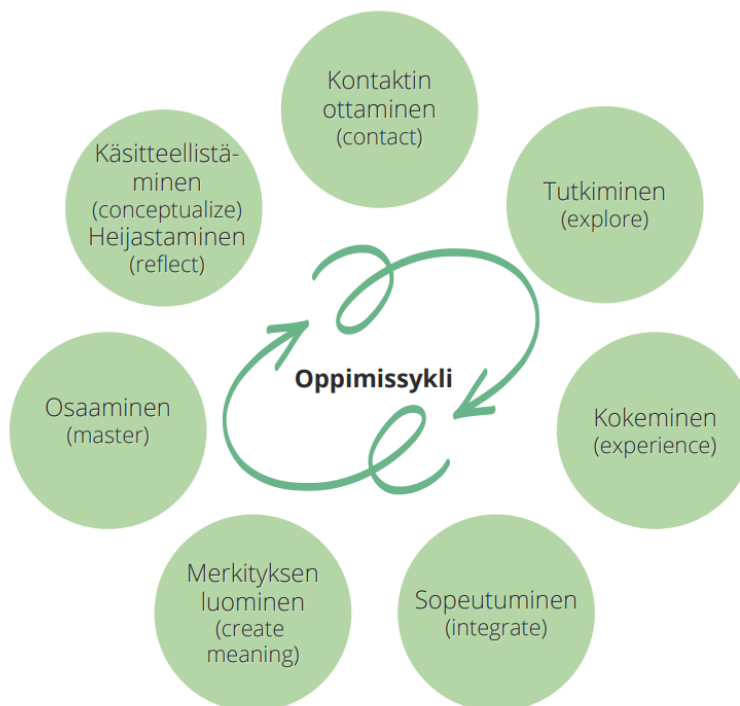 Kontaktin
ottaminen
(contact)
Tutkiminen
(explore)
Kokeminen
(experience)
Sopeutuminen
(integrate)
Merkityksen
luominen
(create
meaning)
Osaaminen
(master)
Käsitteellistä-
minen
(conceptualize)
Heijastaminen
(reflect)
Oppimissykli